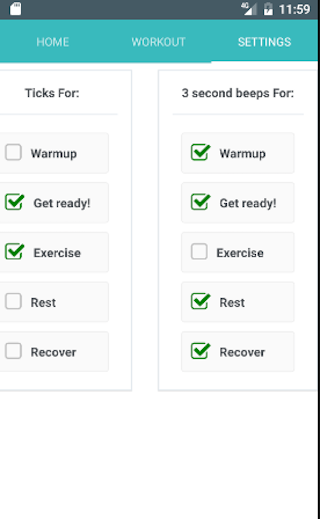 4G 11:59
HOME WORKOUT SETTINGS
Ticks For:
Warmup
Get ready!
Exercise
Rest
Recover
3 second beeps For:
Warmup
Get ready!
Exercise
Rest
Recover